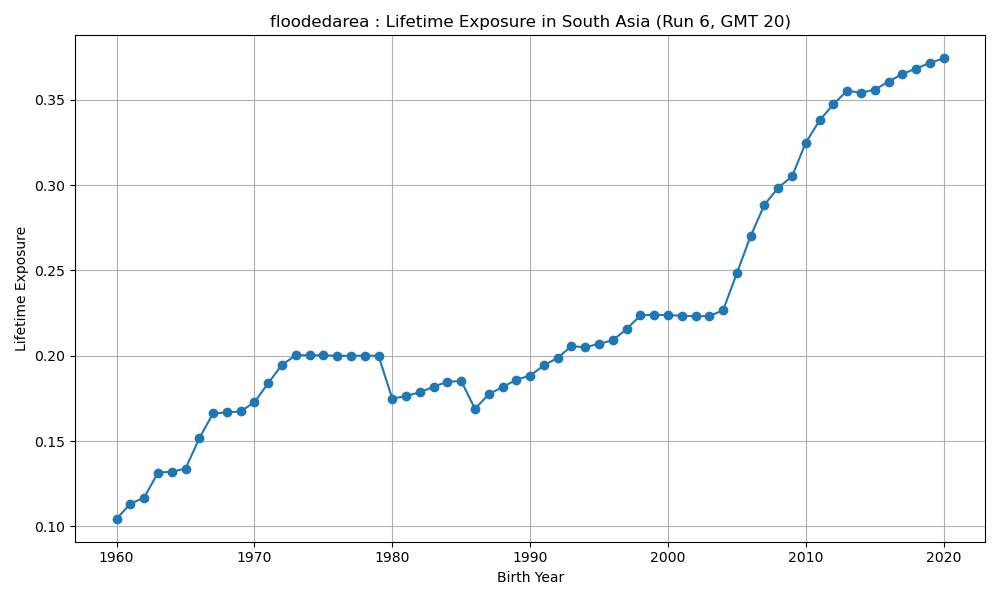 floodedarea : Lifetime Exposure in South Asia (Run 6, GMT 20)
Lifetime Exposure
0.35
0.30
0.25
0.20
0.15
0.10
1960 1970 1980 1990 2000 2010 2020
Birth Year